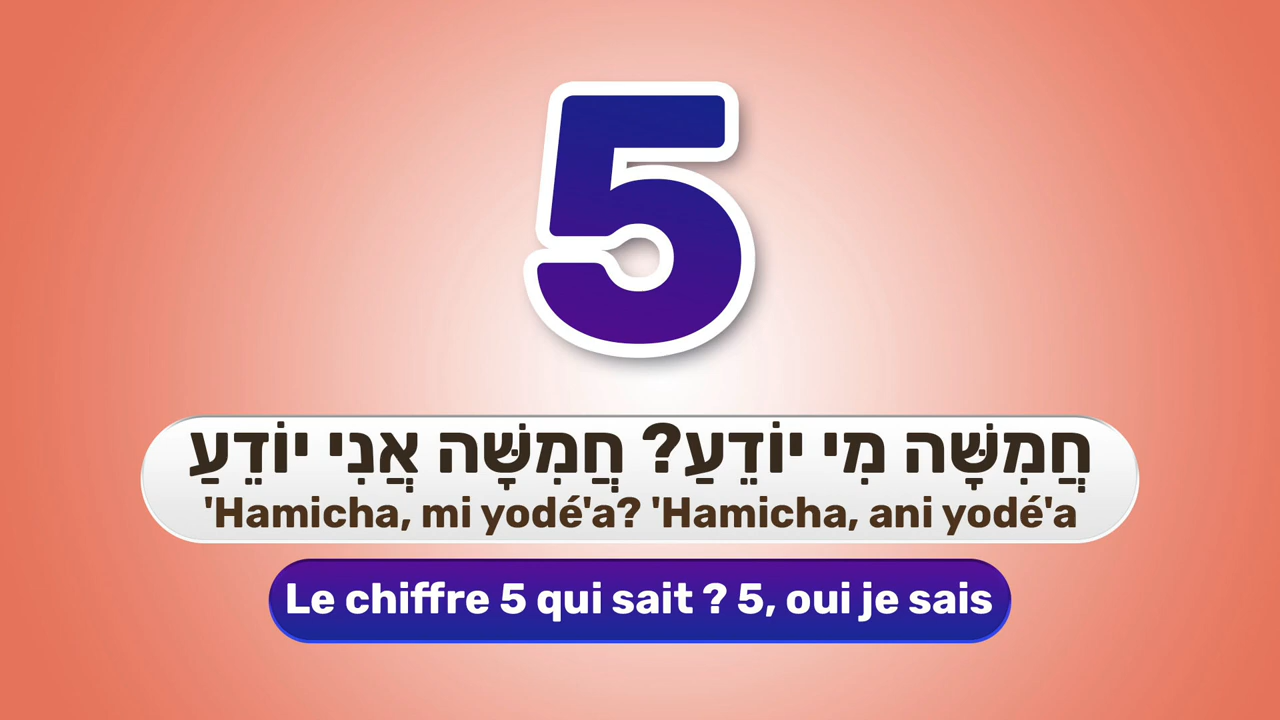 5
חֲמִשָּׁה מִי יוֹדֵעַ? חֲמִשָּׁה אֲנִי יוֹדֵעַ
'Hamicha, mi yodé'a? 'Hamicha, ani yodé'a
Le chiffre 5 qui sait ? 5, oui je sais